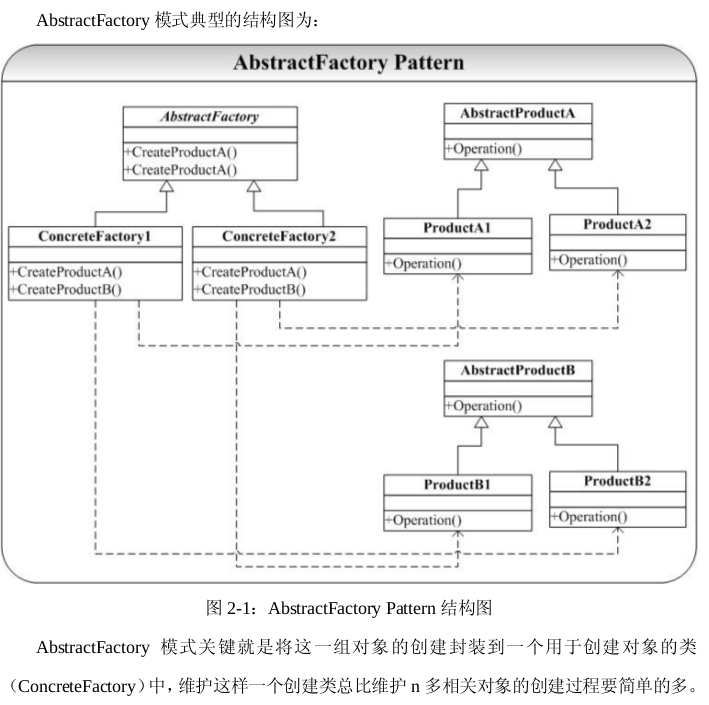 AbstractFactory 模式典型的结构图为：
AbstractFactory Pattern
AbstractFactory
+CreateProductA()
+CreateProductA()
AbstractProductA
+Operation()
ConcreteFactory1
+CreateProductA()
+CreateProductB()
ConcreteFactory2
+CreateProductA()
+CreateProductB()
ProductA1
+Operation()
ProductA2
+Operation()
AbstractProductB
+Operation()
ProductB1
+Operation()
ProductB2
+Operation()
图 2-1：AbstractFactory Pattern 结构图
AbstractFactory 模式关键就是将这一组对象的创建封装到一个用于创建对象的类
（ConcreteFactory）中，维护这样一个创建类总比维护 n 多相关对象的创建过程要简单的多。